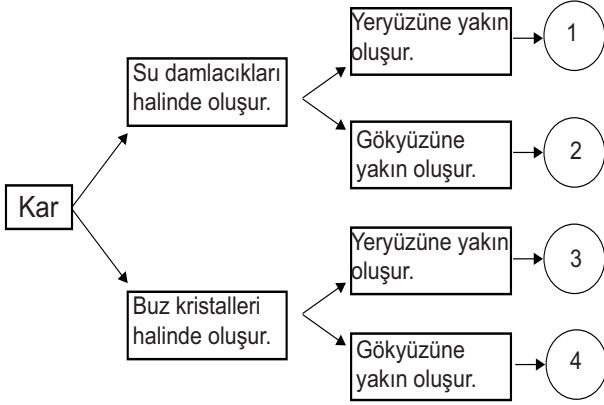 Kar
Su damlacıkları
halinde oluşur.
Yeryüzüne yakın
oluşur.
1
Gökyüzüne
yakın oluşur.
2
Buz kristalleri
halinde oluşur.
Yeryüzüne yakın
oluşur.
3
Gökyüzüne
yakın oluşur.
4